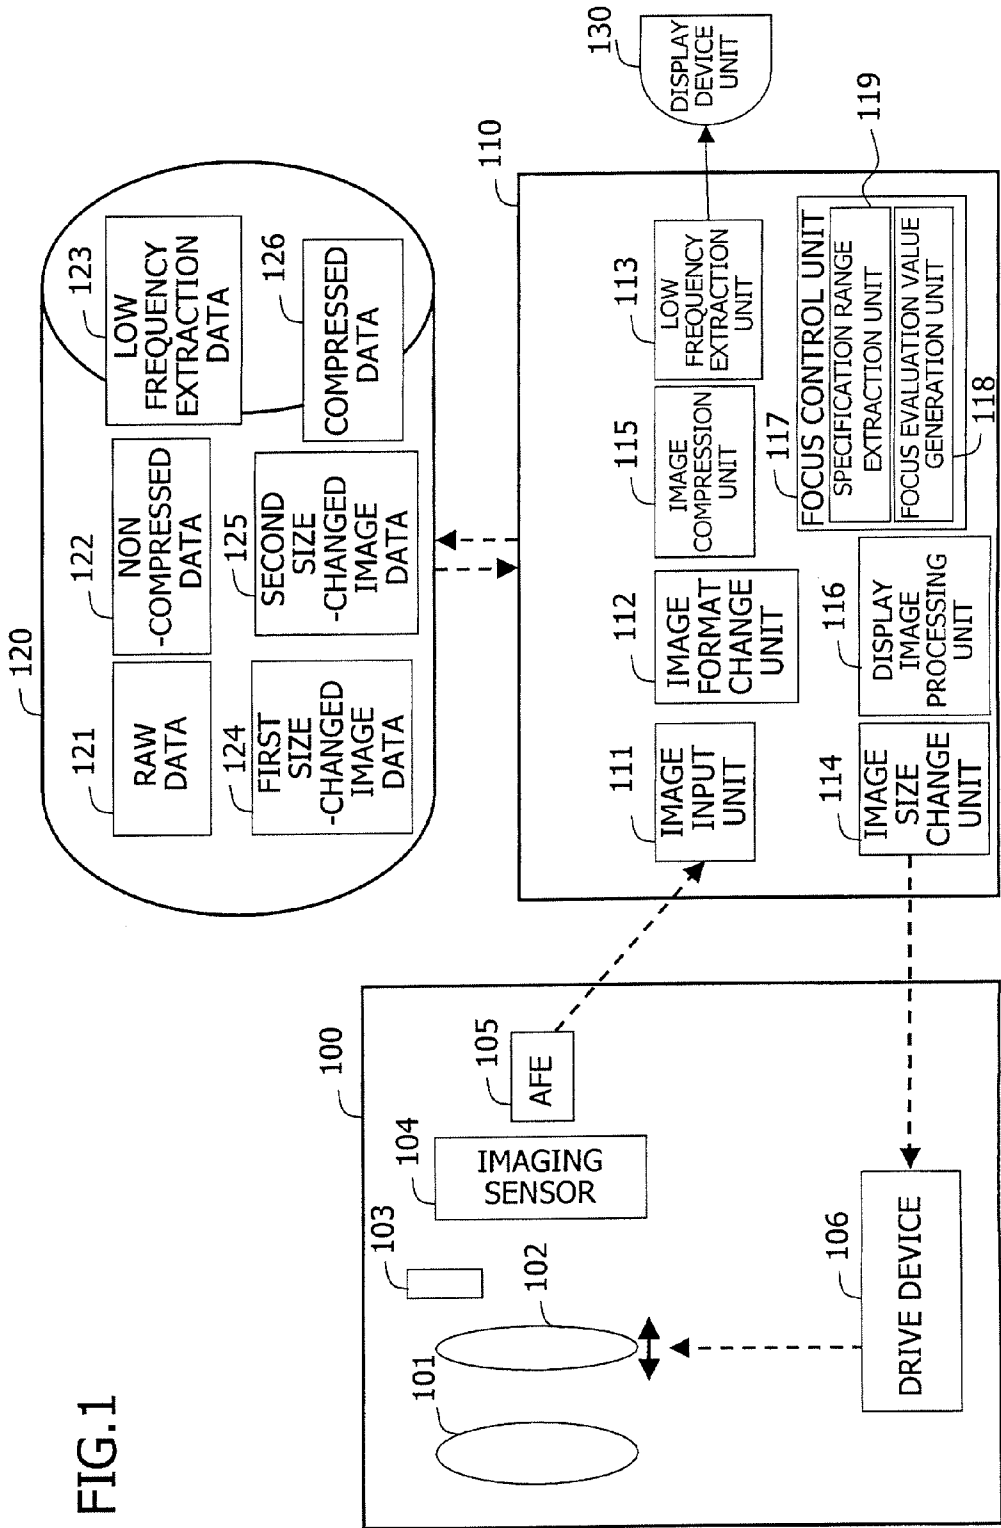 FIG.1
120
121
RAW DATA
122
NON
-COMPRESSED
DATA
123
LOW
FREQUENCY
EXTRACTION
DATA
124
FIRST
SIZE
-CHANGED
IMAGE
DATA
125
SECOND
SIZE
-CHANGED
IMAGE
DATA
126
COMPRESSED
DATA
100
101
102
103
104
IMAGING
SENSOR
105
AFE
106
DRIVE DEVICE
110
111
IMAGE
INPUT
UNIT
112
IMAGE
FORMAT
CHANGE
UNIT
115
IMAGE
COMPRESSION
UNIT
113
LOW
FREQUENCY
EXTRACTION
UNIT
114
IMAGE
SIZE
CHANGE
UNIT
116
DISPLAY
IMAGE
PROCESSING
UNIT
117
FOCUS CONTROL UNIT
SPECIFICATION RANGE
EXTRACTION UNIT
119
FOCUS EVALUATION VALUE
GENERATION UNIT
118
130
DISPLAY
DEVICE
UNIT